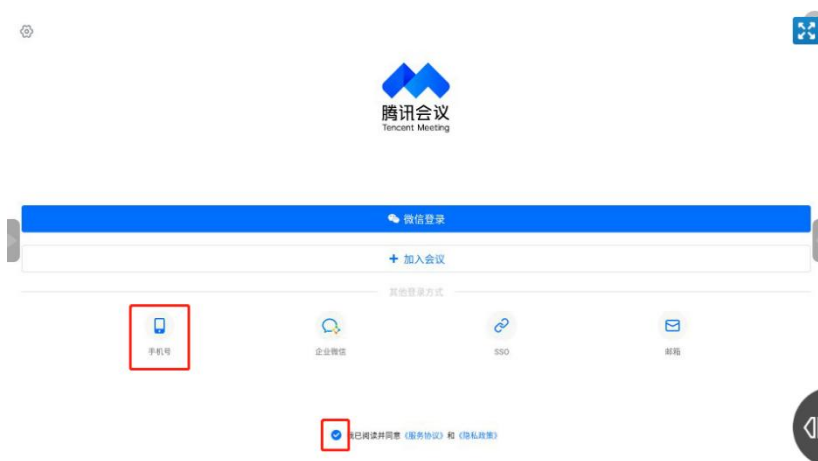 腾讯会议
Tencent Meeting
微信登录
+ 加入会议
其他登录方式
手机号
企业微信
SSO
邮箱
我已阅读并同意《服务协议》和《隐私政策》